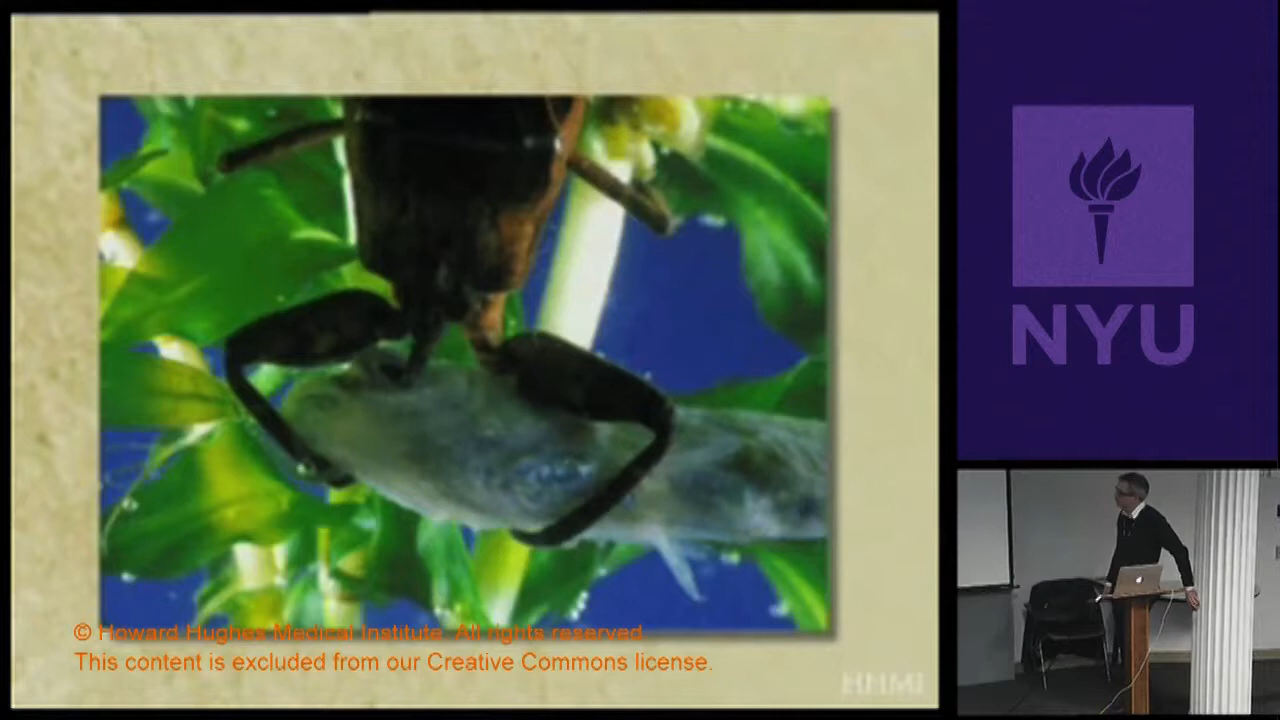 © Howard Hughes Medical Institute. All rights reserved.
This content is excluded from our Creative Commons license.
HHMI
NYU